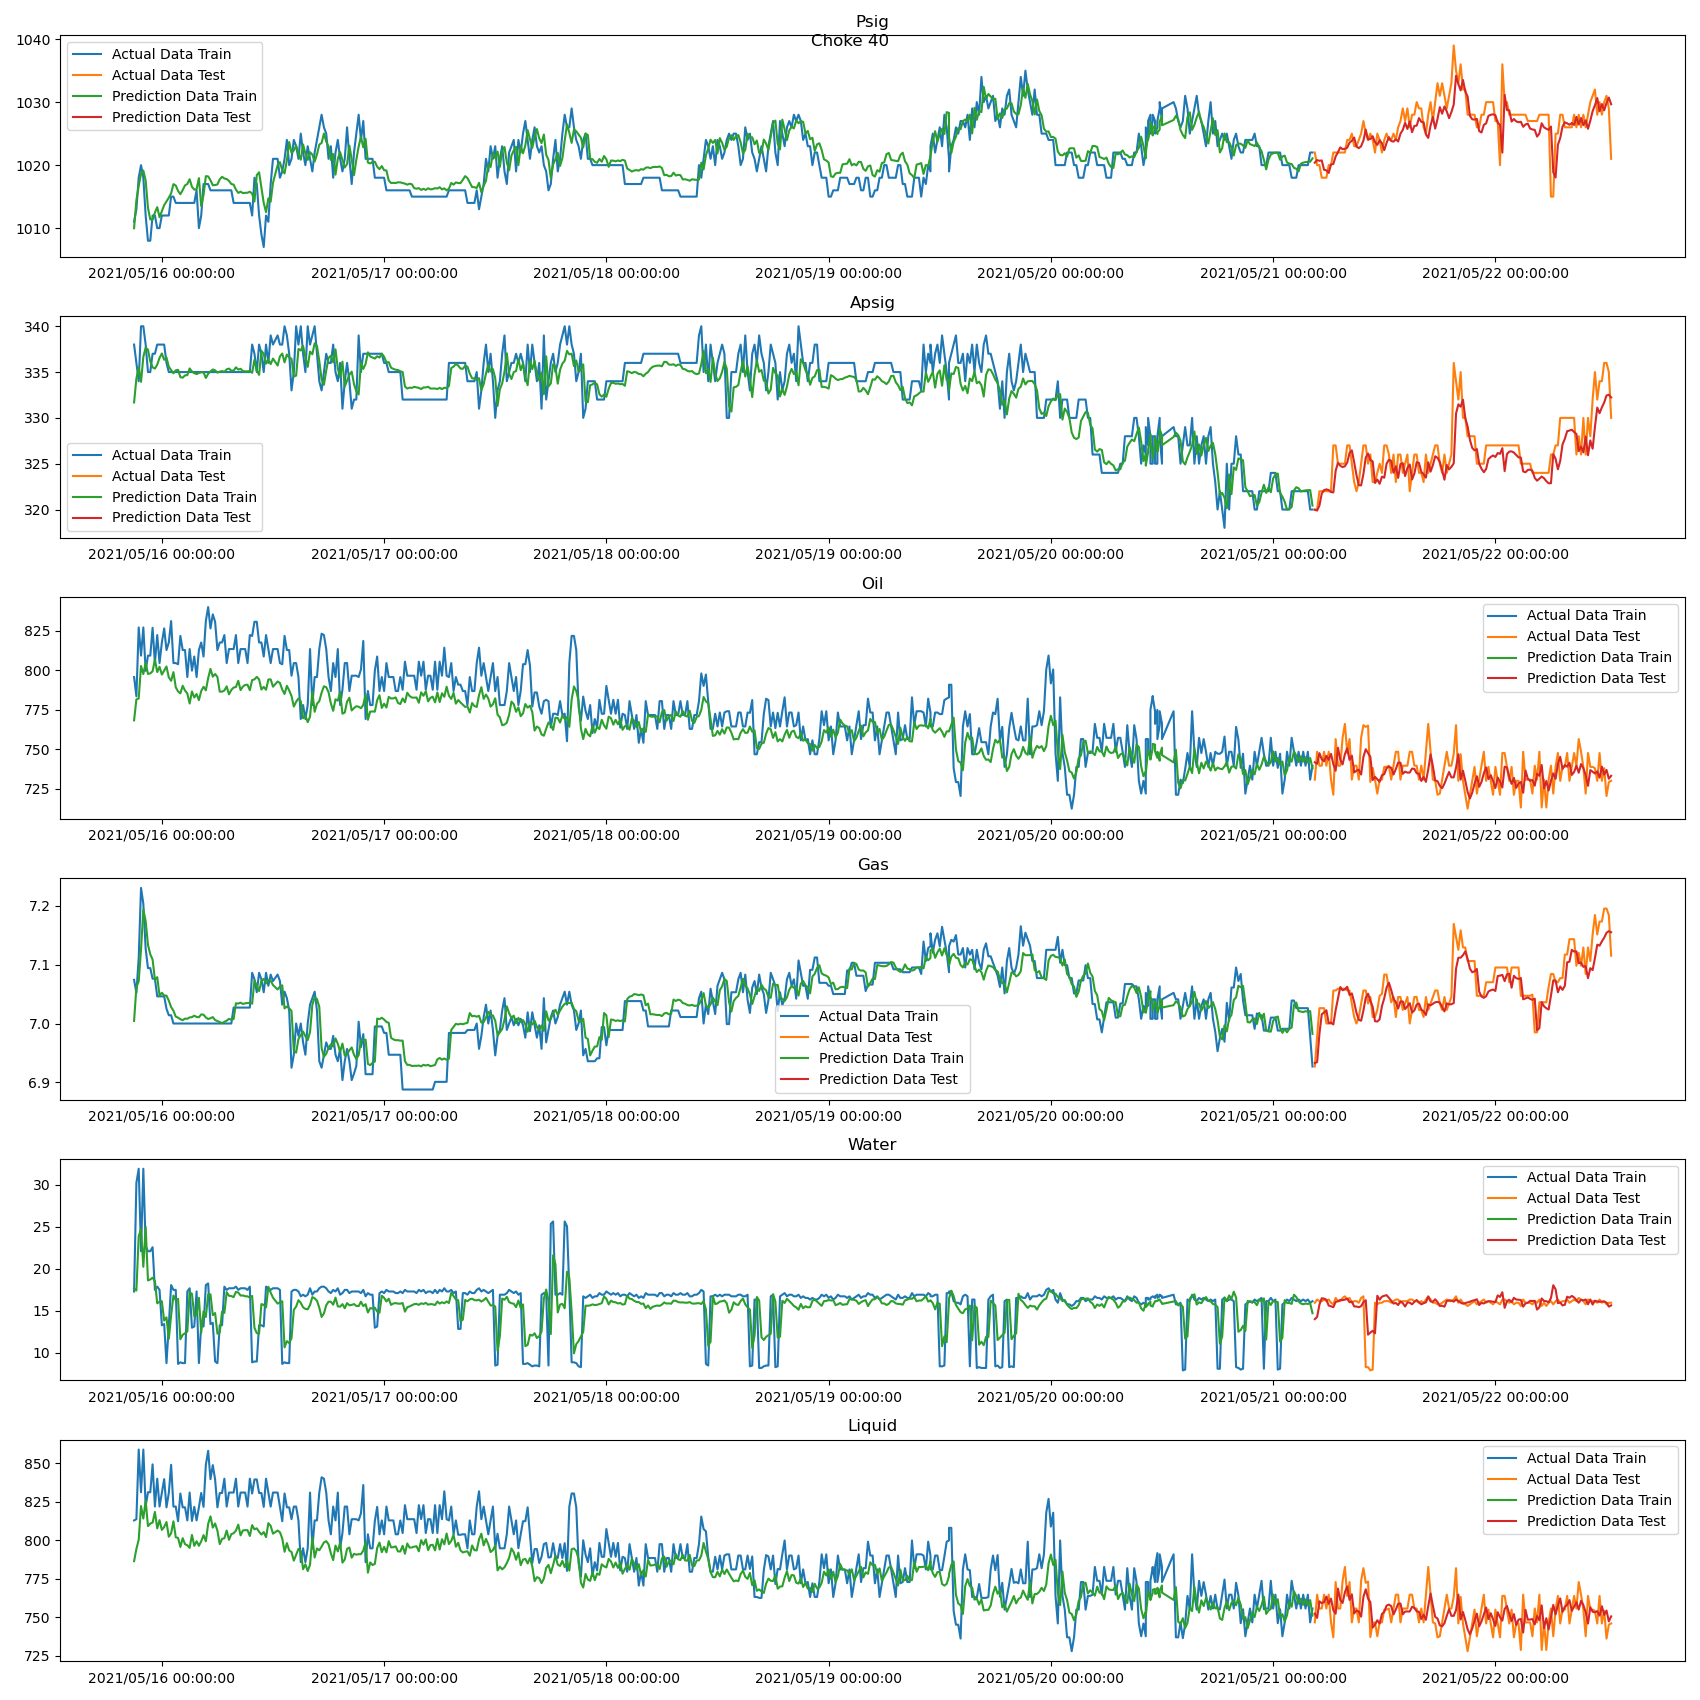 Psig
Choke 40
1040
1030
1020
1010
Actual Data Train
Actual Data Test
Prediction Data Train
Prediction Data Test
2021/05/16 00:00:00 2021/05/17 00:00:00 2021/05/18 00:00:00 2021/05/19 00:00:00 2021/05/20 00:00:00 2021/05/21 00:00:00 2021/05/22 00:00:00
Apsig
340
335
330
325
320
Actual Data Train
Actual Data Test
Prediction Data Train
Prediction Data Test
2021/05/16 00:00:00 2021/05/17 00:00:00 2021/05/18 00:00:00 2021/05/19 00:00:00 2021/05/20 00:00:00 2021/05/21 00:00:00 2021/05/22 00:00:00
Oil
825
800
775
750
725
Actual Data Train
Actual Data Test
Prediction Data Train
Prediction Data Test
2021/05/16 00:00:00 2021/05/17 00:00:00 2021/05/18 00:00:00 2021/05/19 00:00:00 2021/05/20 00:00:00 2021/05/21 00:00:00 2021/05/22 00:00:00
Gas
7.2
7.1
7.0
6.9
Actual Data Train
Actual Data Test
Prediction Data Train
Prediction Data Test
2021/05/16 00:00:00 2021/05/17 00:00:00 2021/05/18 00:00:00 2021/05/19 00:00:00 2021/05/20 00:00:00 2021/05/21 00:00:00 2021/05/22 00:00:00
Water
30
25
20
15
10
Actual Data Train
Actual Data Test
Prediction Data Train
Prediction Data Test
2021/05/16 00:00:00 2021/05/17 00:00:00 2021/05/18 00:00:00 2021/05/19 00:00:00 2021/05/20 00:00:00 2021/05/21 00:00:00 2021/05/22 00:00:00
Liquid
850
825
800
775
750
725
Actual Data Train
Actual Data Test
Prediction Data Train
Prediction Data Test
2021/05/16 00:00:00 2021/05/17 00:00:00 2021/05/18 00:00:00 2021/05/19 00:00:00 2021/05/20 00:00:00 2021/05/21 00:00:00 2021/05/22 00:00:00